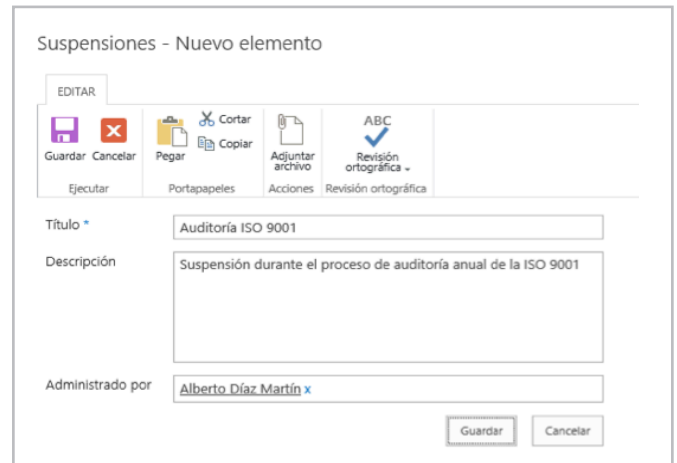 Suspensiones - Nuevo elemento
EDITAR
Guardar
Cancelar
Pegar
Cortar
Copiar
Adjuntar
archivo
ABC
Revisión
ortográfica
Ejecutar
Portapapeles
Acciones
Revisión ortográfica
Título *
Auditoría ISO 9001
Descripción
Suspensión durante el proceso de auditoría anual de la ISO 9001
Administrado por
Alberto Díaz Martín x
Guardar
Cancelar